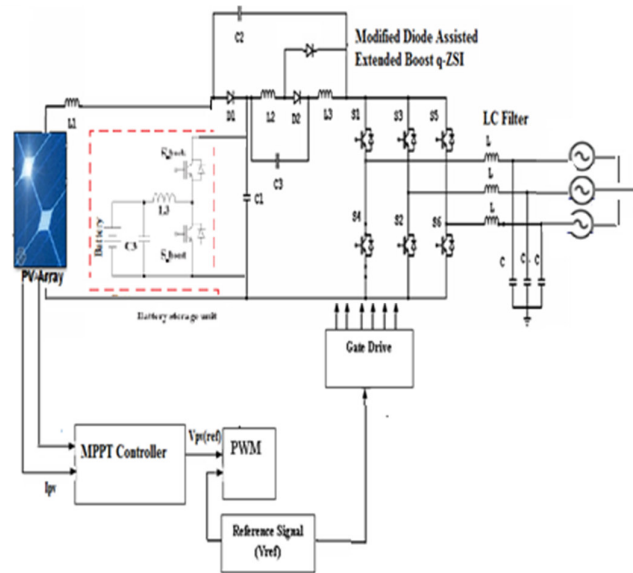 C2
Modified Diode Assisted
Extended Boost q-ZSI
L1
D1
L2
D2
L3
C3
C1
S1
S3
S5
LC Filter
L
L
L
S4
S2
S6
C
C
C
Battery
C3
L3
PV Array
Battery storage unit
Gate Drive
MPPT Controller
Vpv(ref)
PWM
Ipv
Reference Signal
(Vref)